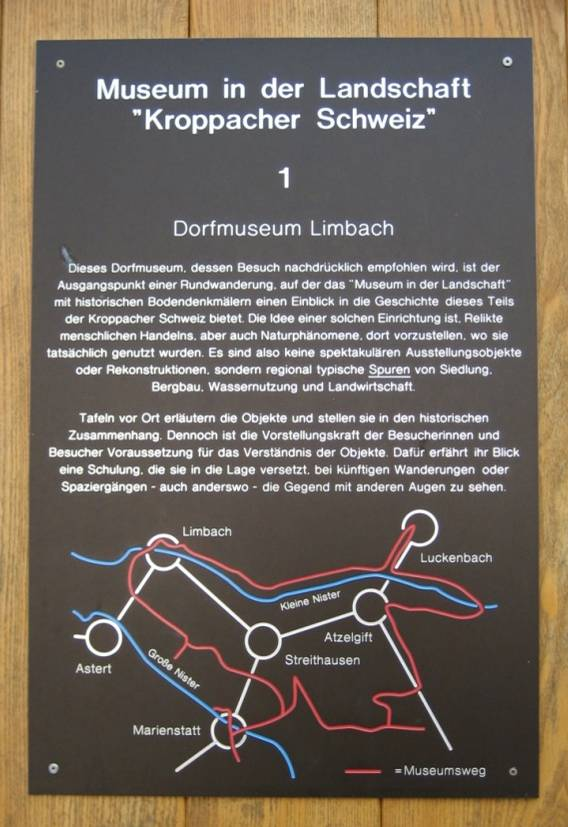 Museum in der Landschaft
"Kroppacher Schweiz"
1
Dorfmuseum Limbach
Dieses Dorfmuseum, dessen Besuch nachdrücklich empfohlen wird, ist der
Ausgangspunkt einer Rundwanderung, auf der das "Museum in der Landschaft"
mit historischen Bodendenkmälern einen Einblick in die Geschichte dieses Teils
der Kroppacher Schweiz bietet. Die Idee einer solchen Einrichtung ist, Relikte
menschlichen Handelns, aber auch Naturphänomene, dort vorzustellen, wo sie
tatsächlich genutzt wurden. Es sind also keine spektakulären Ausstellungsobjekte
oder Rekonstruktionen, sondern regional typische Spuren von Siedlung,
Bergbau, Wassernutzung und Landwirtschaft.
Tafeln vor Ort erläutern die Objekte und stellen sie in den historischen
Zusammenhang. Dennoch ist die Vorstellungskraft der Besucherinnen und
Besucher Voraussetzung für das Verständnis der Objekte. Dafür erfährt ihr Blick
eine Schulung, die sie in die Lage versetzt, bei künftigen Wanderungen oder
Spaziergängen - auch anderswo - die Gegend mit anderen Augen zu sehen.
Limbach
Luckenbach
Kleine Nister
Atzelgift
Streithausen
Astert
Große Nister
Marienstatt
=Museumsweg